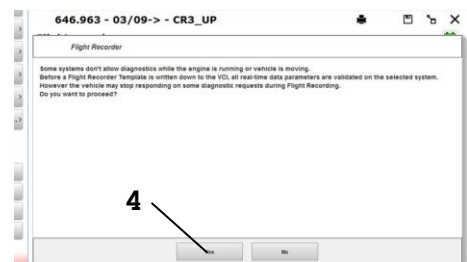 646.963 - 03/09-> - CR3_UP
Flight Recorder
Some systems don't allow diagnostics while the engine is running or vehicle is moving.
Before a Flight Recorder Template is written down to the VCI, all real-time data parameters are validated on the selected system.
However the vehicle may stop responding on some diagnostic requests during Flight Recording.
Do you want to proceed?
4
Yes
No